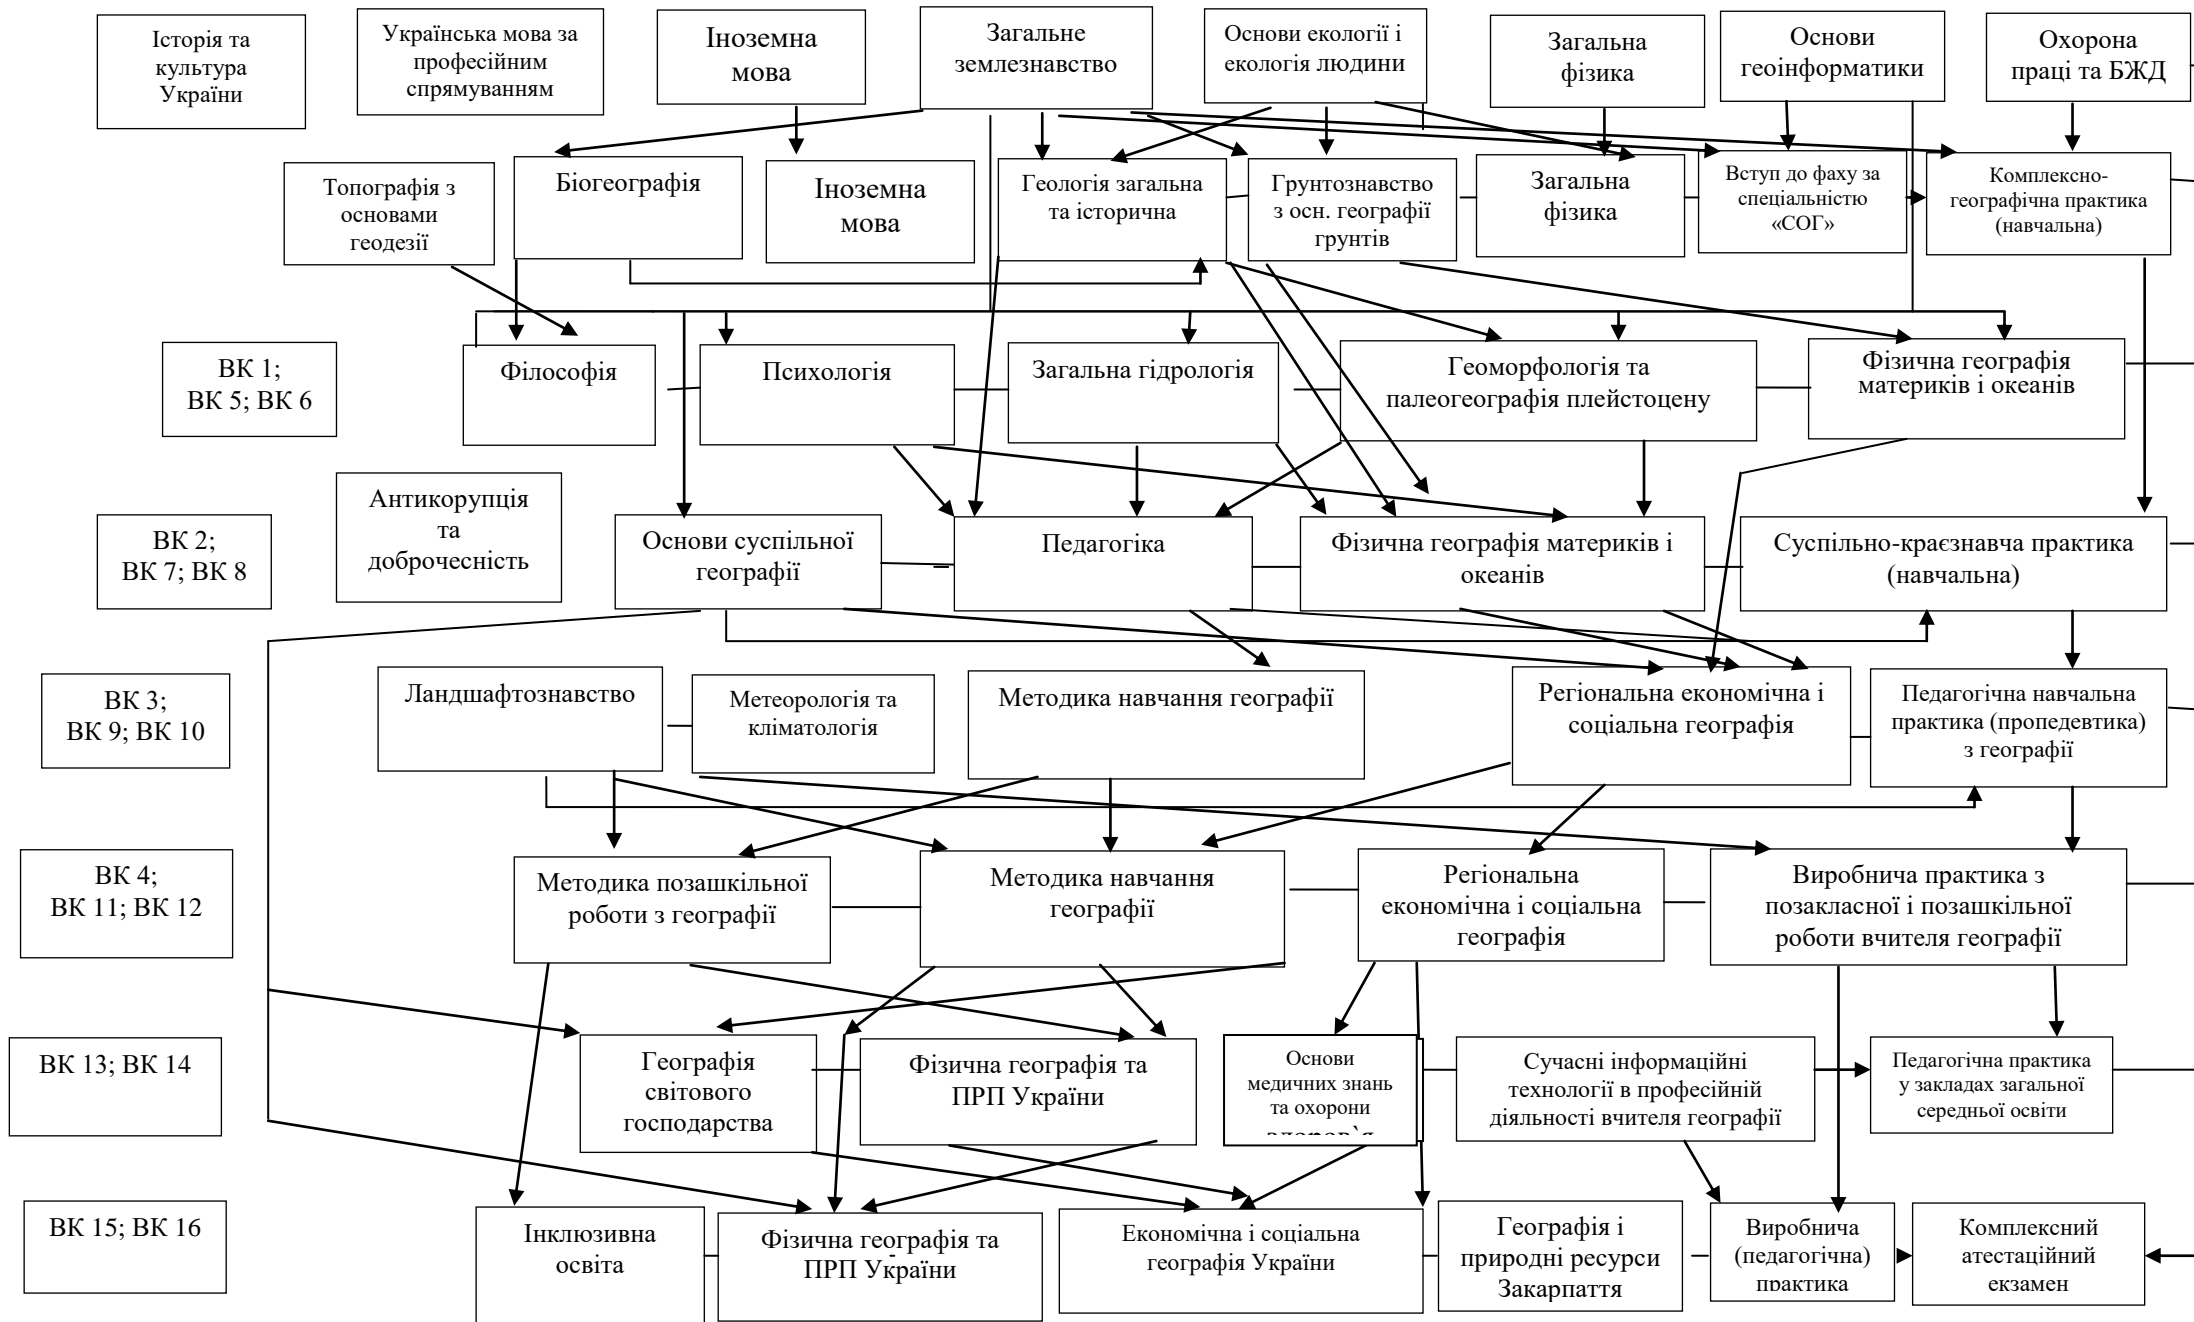 Історія та
культура
України
Українська мова за
професійним
спрямуванням
Іноземна
мова
Загальне
землезнавство
Основи екології і
екологія людини
Загальна
фізика
Основи
геоінформатики
Охорона
праці та БЖД
Топографія з
основами
геодезії
Біогеографія
Іноземна
мова
Геологія загальна
та історична
Грунтознавство
з осн. географії
грунтів
Загальна
фізика
Вступ до фаху за
спеціальністю
«СОГ»
Комплексно-
географічна практика
(навчальна)
ВК 1;
ВК 5; ВК 6
Філософія
Психологія
Загальна гідрологія
Геоморфологія та
палеогеографія плейстоцену
Фізична географія
материків і океанів
ВК 2;
ВК 7; ВК 8
Антикорупція
та
доброчесність
Основи суспільної
географії
Педагогіка
Фізична географія материків і
океанів
Суспільно-краєзнавча практика
(навчальна)
ВК 3;
ВК 9; ВК 10
Ландшафтознавство
Метеорологія та
кліматологія
Методика навчання географії
Регіональна економічна і
соціальна географія
Педагогічна навчальна
практика (пропедевтика)
з географії
ВК 4;
ВК 11; ВК 12
Методика позашкільної
роботи з географії
Методика навчання
географії
Регіональна
економічна і соціальна
географія
Виробнича практика з
позакласної і позашкільної
роботи вчителя географії
ВК 13; ВК 14
Географія
світового
господарства
Фізична географія та
ПРП України
Основи
медичних знань
та охорони
здоров`я
Сучасні інформаційні
технології в професійній
діяльності вчителя географії
Педагогічна практика
у закладах загальної
середньої освіти
ВК 15; ВК 16
Інклюзивна
освіта
Фізична географія та
ПРП України
Економічна і соціальна
географія України
Географія і
природні ресурси
Закарпаття
Виробнича
(педагогічна)
практика
Комплексний
атестаційний
екзамен